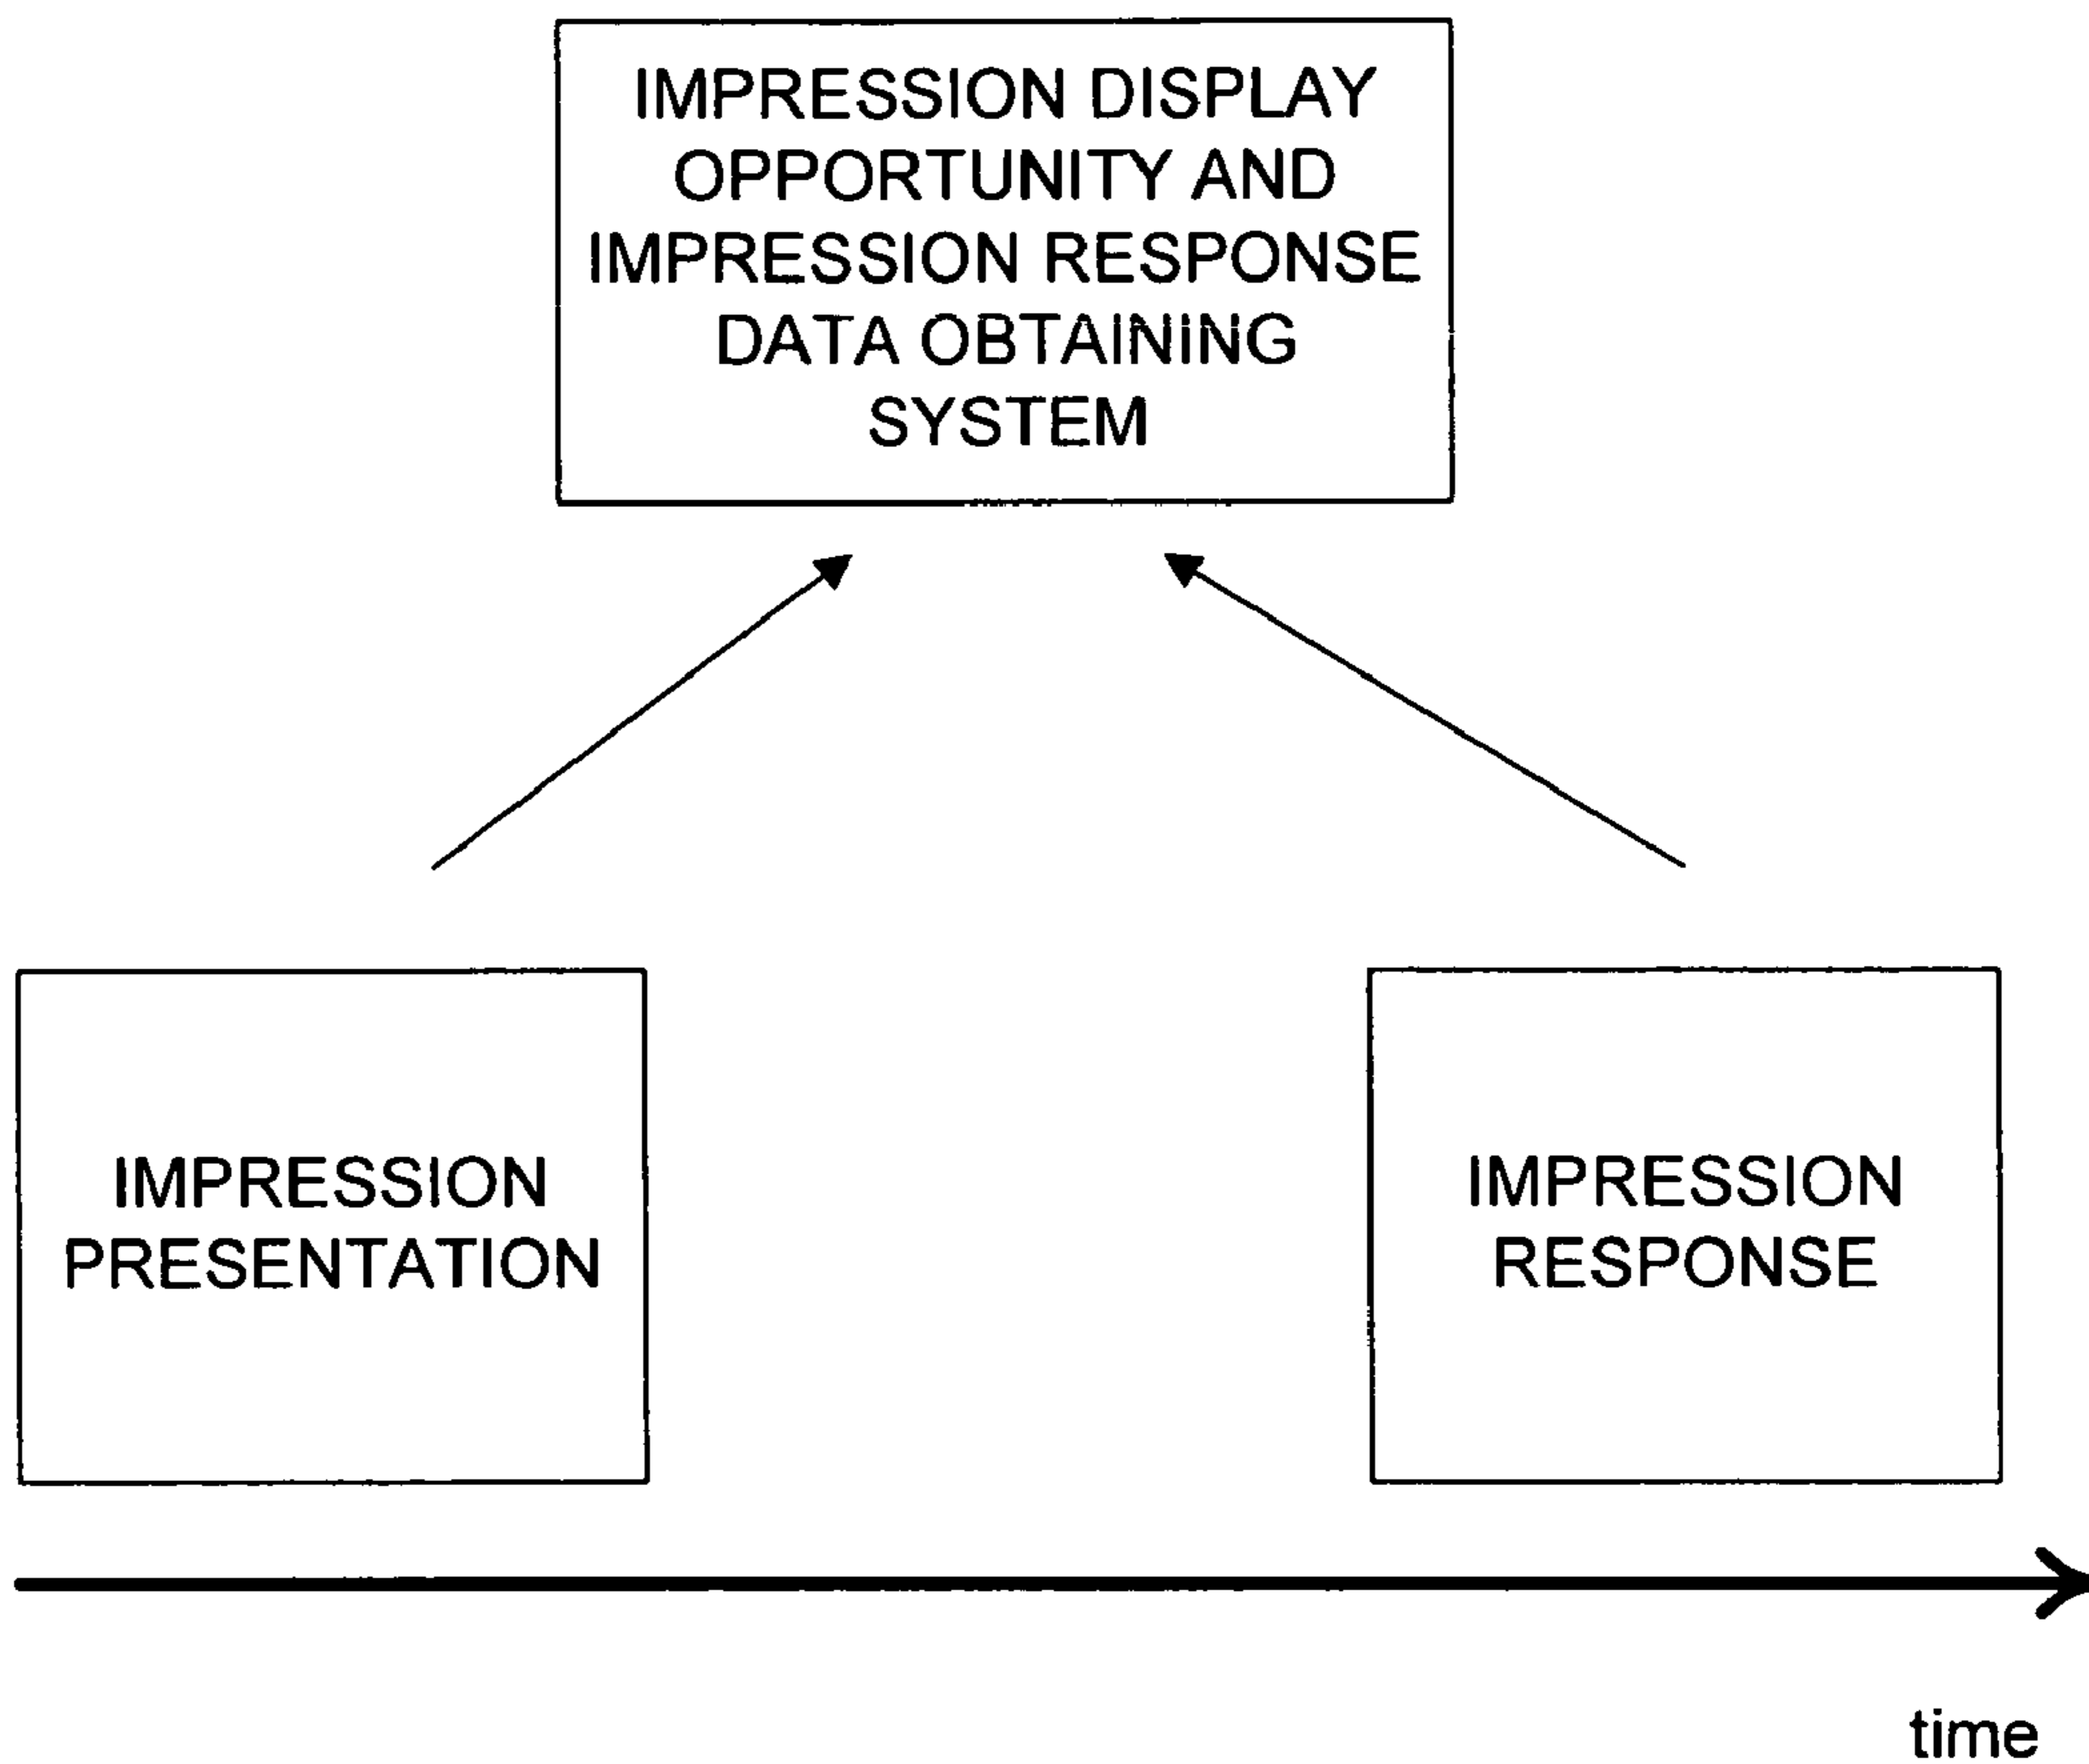 IMPRESSION DISPLAY
OPPORTUNITY AND
IMPRESSION RESPONSE
DATA OBTAINING
SYSTEM
IMPRESSION
PRESENTATION
IMPRESSION
RESPONSE
time